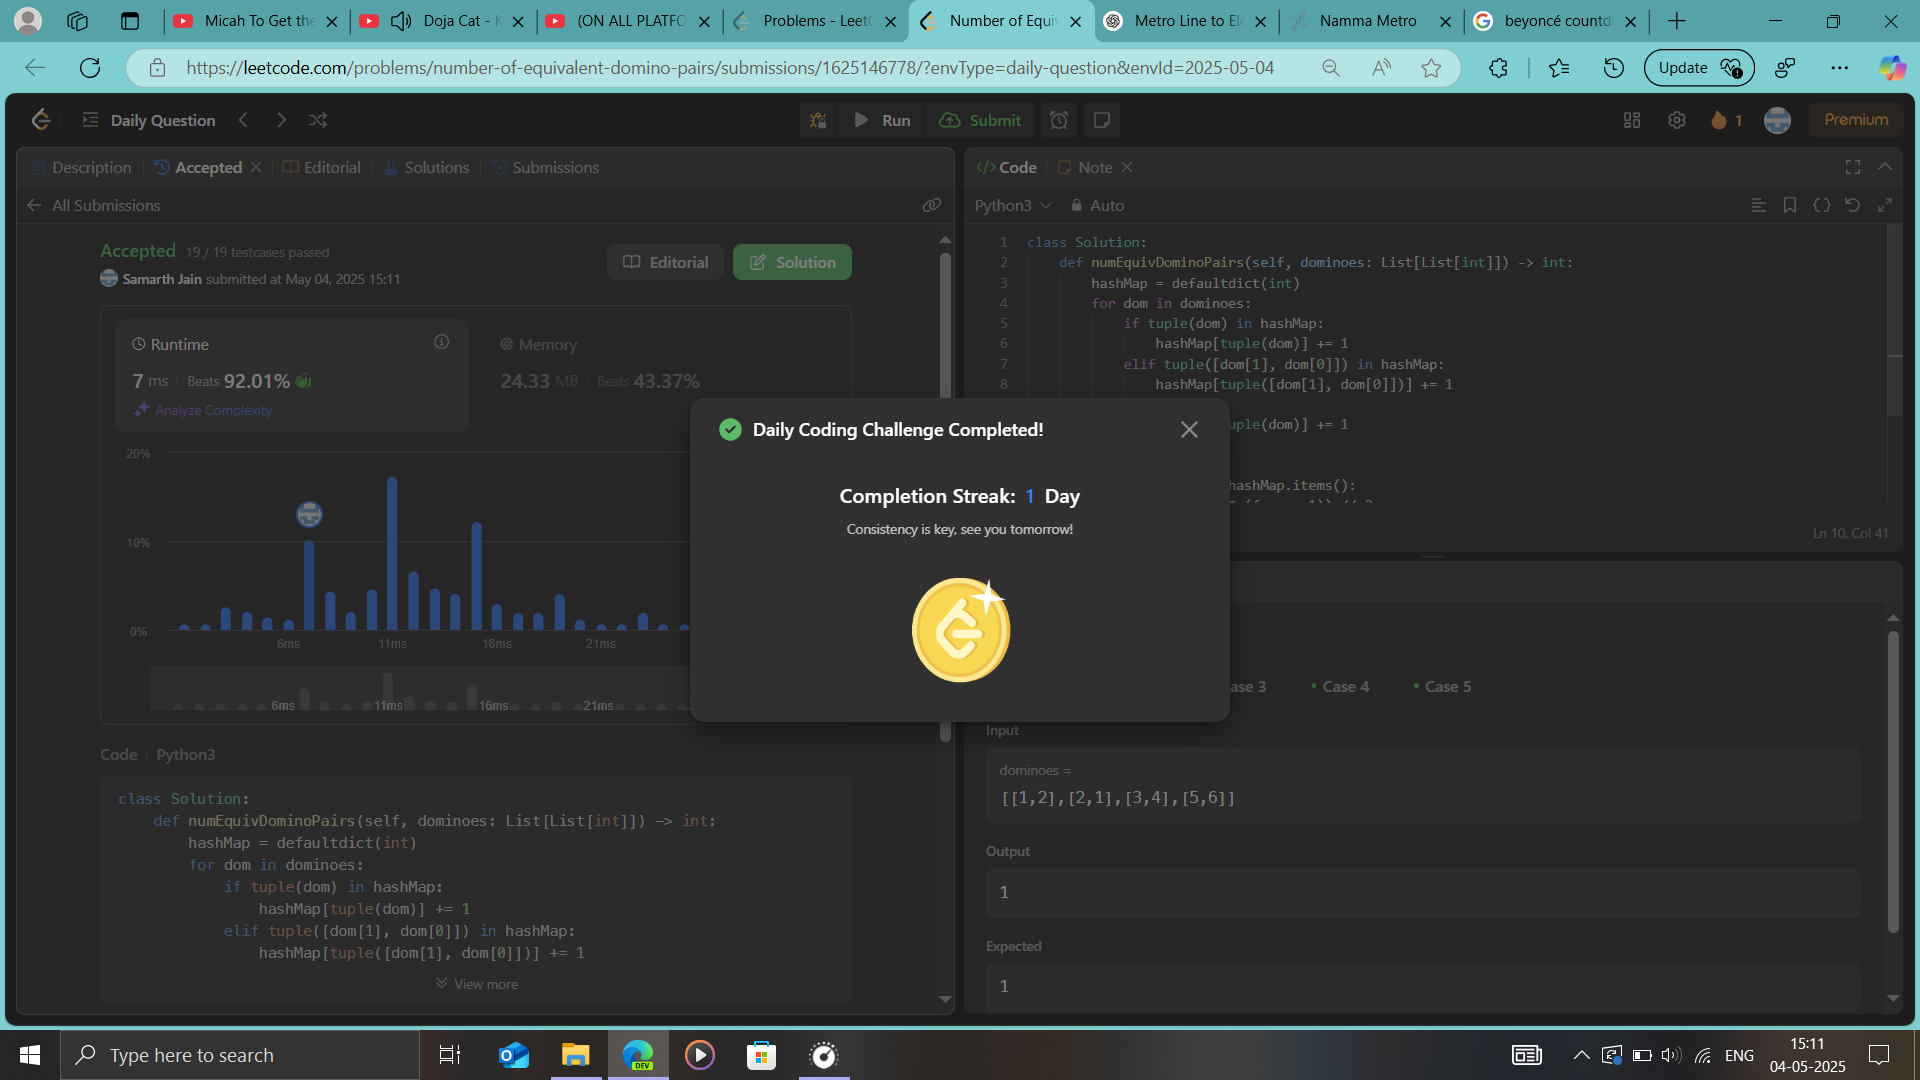 Micah To Get the
Doja Cat - K
(ON ALL PLATFO
Problems - LeetC
Number of Equiv
Metro Line to Ele
Namma Metro
beyoncé countd
https://leetcode.com/problems/number-of-equivalent-domino-pairs/submissions/1625146778/?envType=daily-question&envId=2025-05-04
Update
Daily Question
Run
Submit
1
Premium
Description
Accepted
Editorial
Solutions
Submissions
All Submissions
Accepted 19 / 19 testcases passed
Samarth Jain submitted at May 04, 2025 15:11
Editorial
Solution
Runtime
7 ms Beats 92.01%
Analyze Complexity
Memory
24.33 MB Beats 43.37%
20%
10%
0%
6ms 11ms 16ms 21ms
6ms 11ms 16ms 21ms
Code Python3
class Solution:
def numEquivDominoPairs(self, dominoes: List[List[int]]) -> int:
hashMap = defaultdict(int)
for dom in dominoes:
if tuple(dom) in hashMap:
hashMap[tuple(dom)] += 1
elif tuple([dom[1], dom[0]]) in hashMap:
hashMap[tuple([dom[1], dom[0]])] += 1
View more
Daily Coding Challenge Completed!
Completion Streak: 1 Day
Consistency is key, see you tomorrow!
</> Code
Note
Python3
Auto
1 class Solution:
2 def numEquivDominoPairs(self, dominoes: List[List[int]]) -> int:
3 hashMap = defaultdict(int)
4 for dom in dominoes:
5 if tuple(dom) in hashMap:
6 hashMap[tuple(dom)] += 1
7 elif tuple([dom[1], dom[0]]) in hashMap:
8 hashMap[tuple([dom[1], dom[0]])] += 1
uple(dom)] += 1
hashMap.items():
Ln 10, Col 41
ase 3
Case 4
Case 5
Input
dominoes =
[[1,2],[2,1],[3,4],[5,6]]
Output
1
Expected
1
Type here to search
DEV
ENG
15:11
04-05-2025